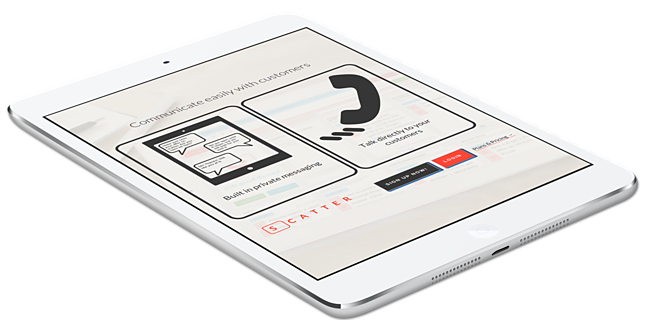 Communicate easily with customers
Built in private messaging
Talk directly to your
customers
SIGN UP NOW!
LOGIN
Plans & Pricing
SCATTER